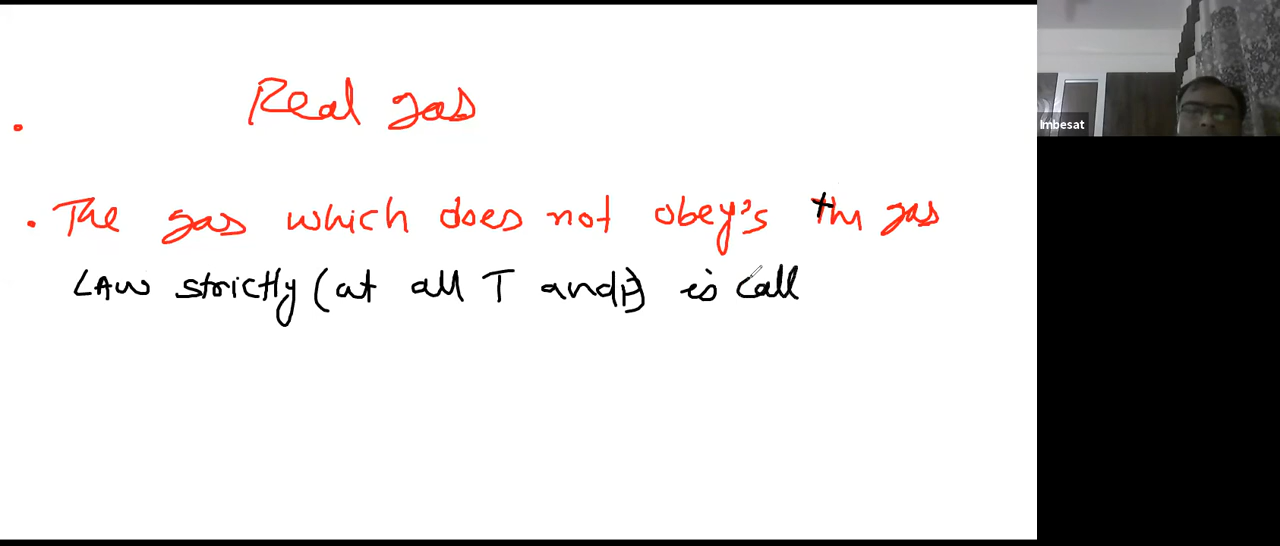 Real gas
. The gas which does not obey's the gas
LAW strictly (at all T and P) is call
Imbesat